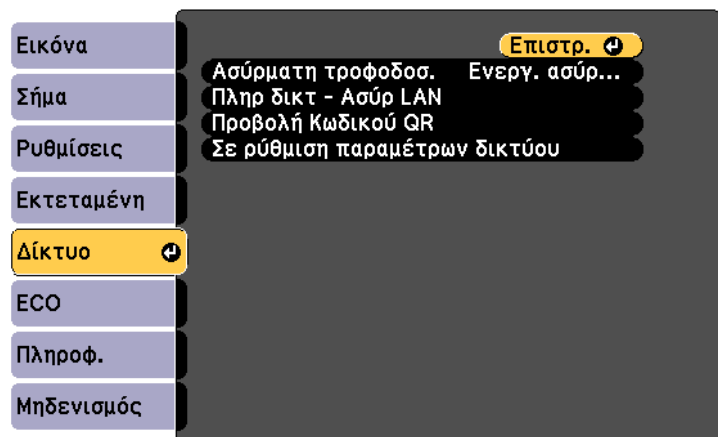 Εικόνα
Σήμα
Ρυθμίσεις
Εκτεταμένη
Δίκτυο
ECO
Πληροφ.
Μηδενισμός
Επιστρ.
Ασύρματη τροφοδοσ. Ενεργ. ασύρ...
Πληρ δικτ - Ασύρ LAN
Προβολή Κωδικού QR
Σε ρύθμιση παραμέτρων δικτύου